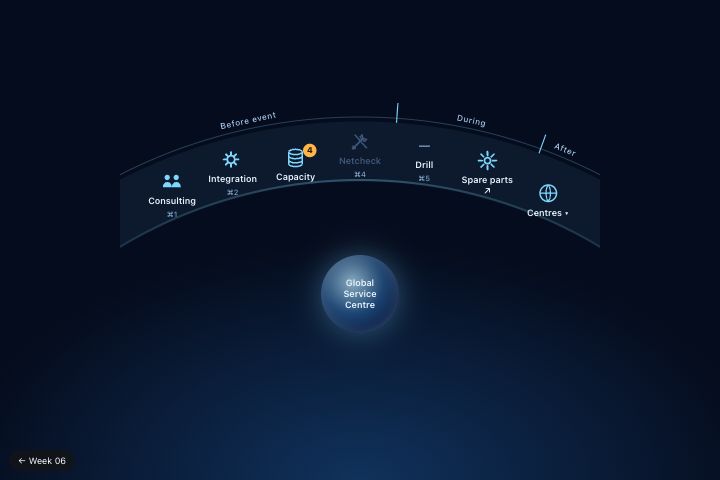 Before event
During
After
Consulting
⌘1
Integration
⌘2
4
Capacity
Netcheck
⌘4
Drill
⌘5
Spare parts
↗
Centres ▾
Global
Service
Centre
← Week 06